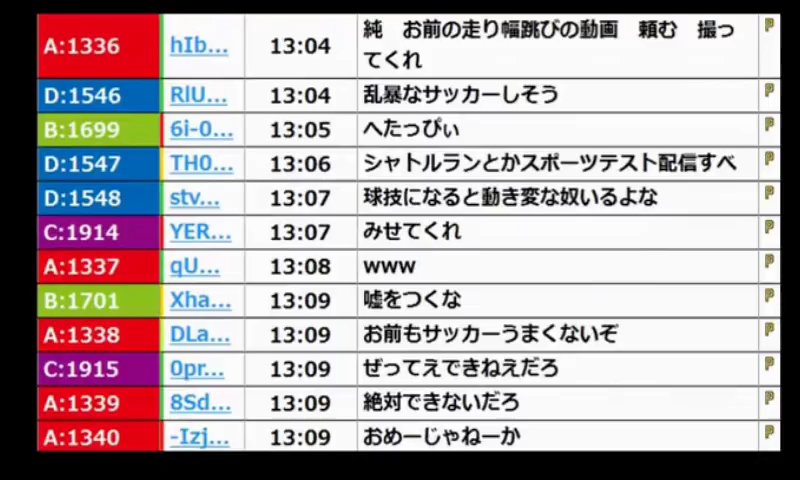 A:1336 hIb... 13:04 純 お前の走り幅跳びの動画 頼む 撮っ
てくれ P
D:1546 RlU... 13:04 乱暴なサッカーしそう P
B:1699 6i-0... 13:05 へたっぴぃ P
D:1547 TH0... 13:06 シャトルランとかスポーツテスト配信すべ P
D:1548 stv... 13:07 球技になると動き変な奴いるよな P
C:1914 YER... 13:07 みせてくれ P
A:1337 qU... 13:08 www P
B:1701 Xha... 13:09 嘘をつくな P
A:1338 DLa... 13:09 お前もサッカーうまくないぞ P
C:1915 0pr... 13:09 ぜってえできねえだろ P
A:1339 8Sd... 13:09 絶対できないだろ P
A:1340 -Izj... 13:09 おめーじゃねーか P